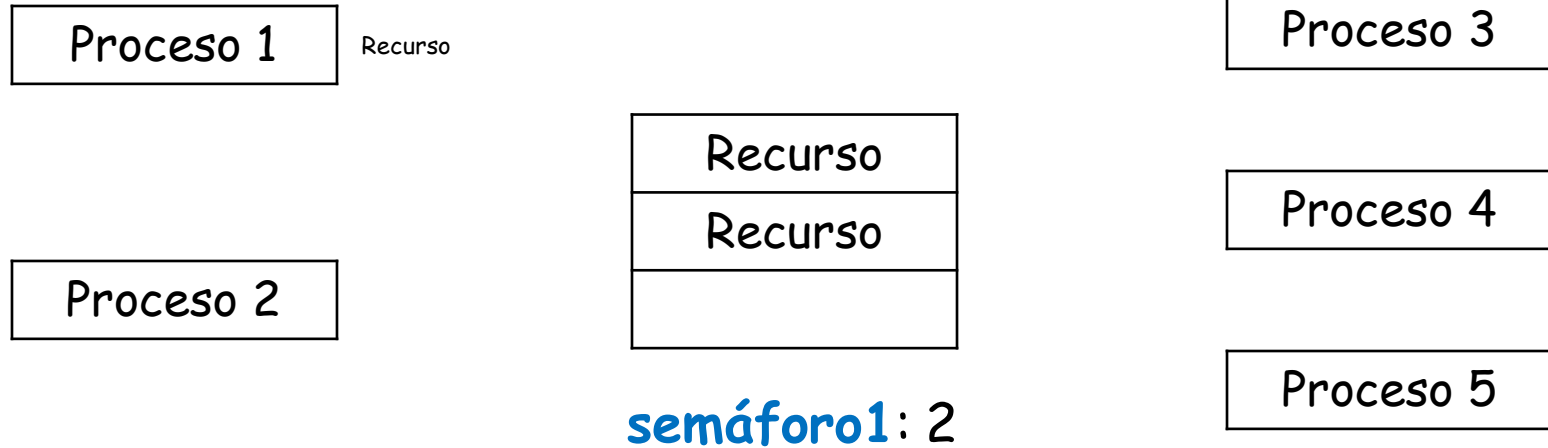 Proceso 1
Recurso
Proceso 3
Recurso
Recurso
Proceso 4
Proceso 2
Proceso 5
semáforo1: 2